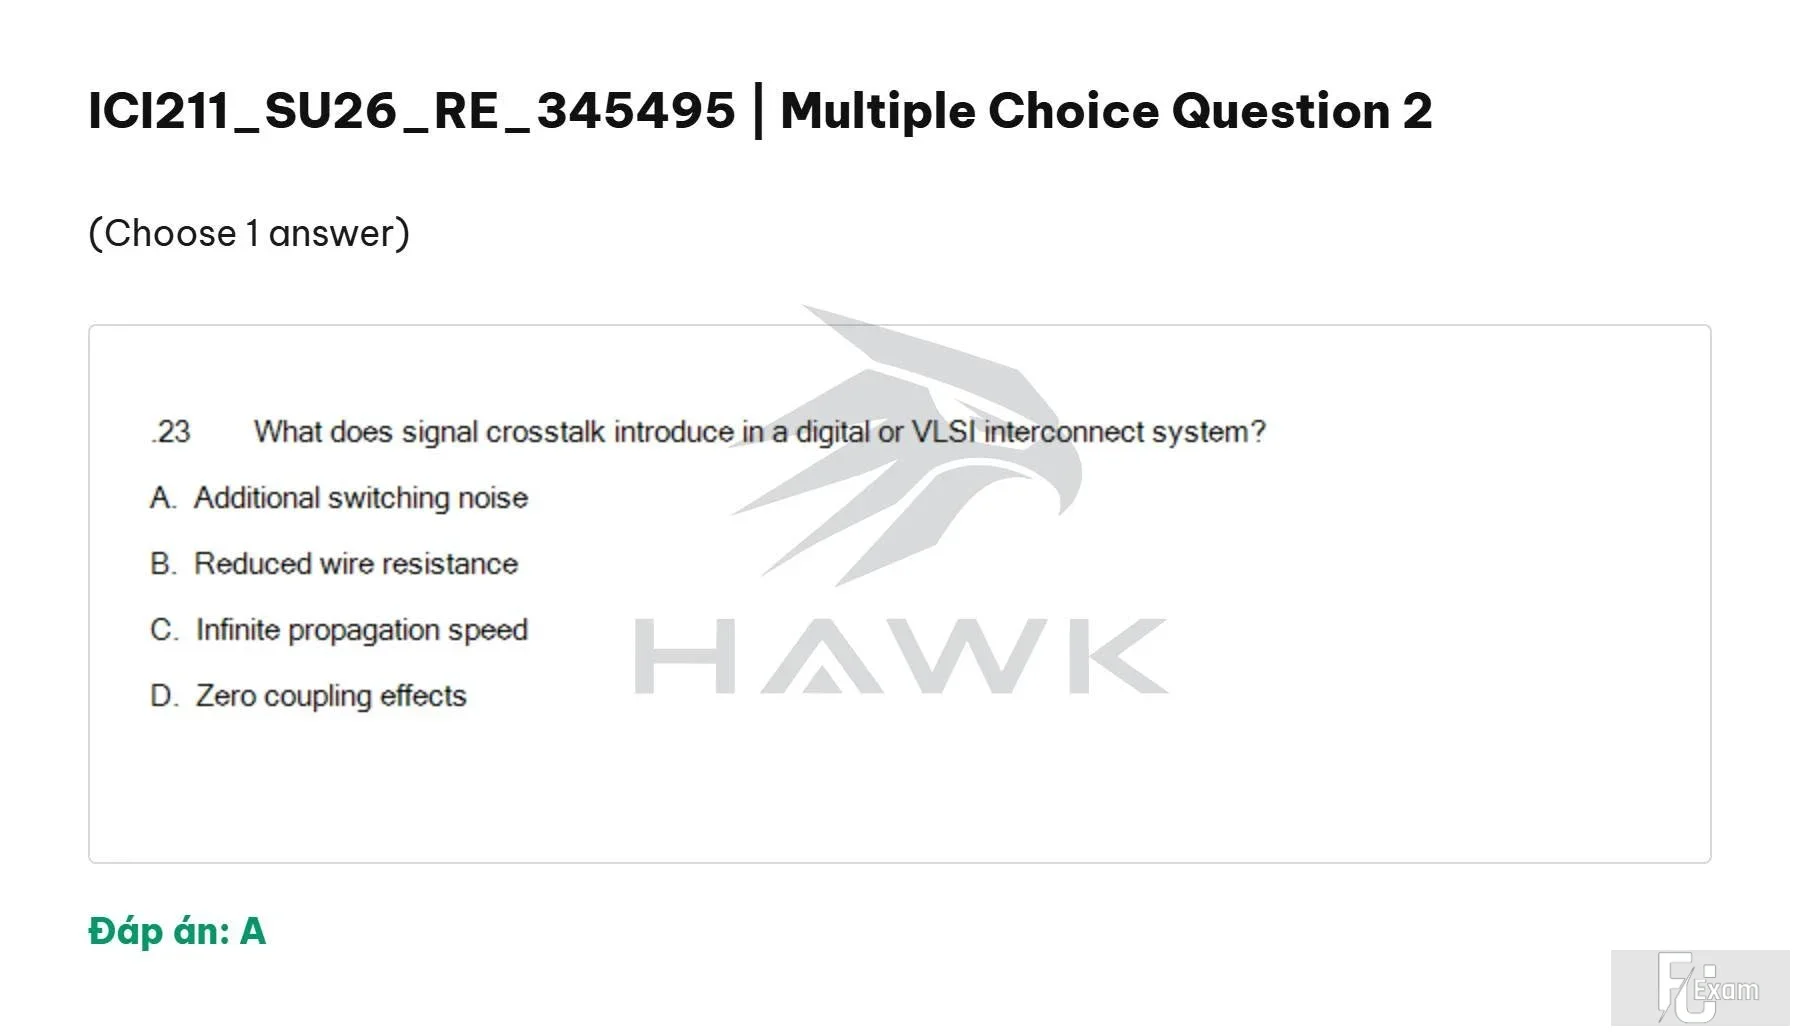 ICI211_SU26_RE_345495 | Multiple Choice Question 2
(Choose 1 answer)
.23 What does signal crosstalk introduce in a digital or VLSI interconnect system?
A. Additional switching noise
B. Reduced wire resistance
C. Infinite propagation speed
D. Zero coupling effects
HAWK
Đáp án: A
FU Exam